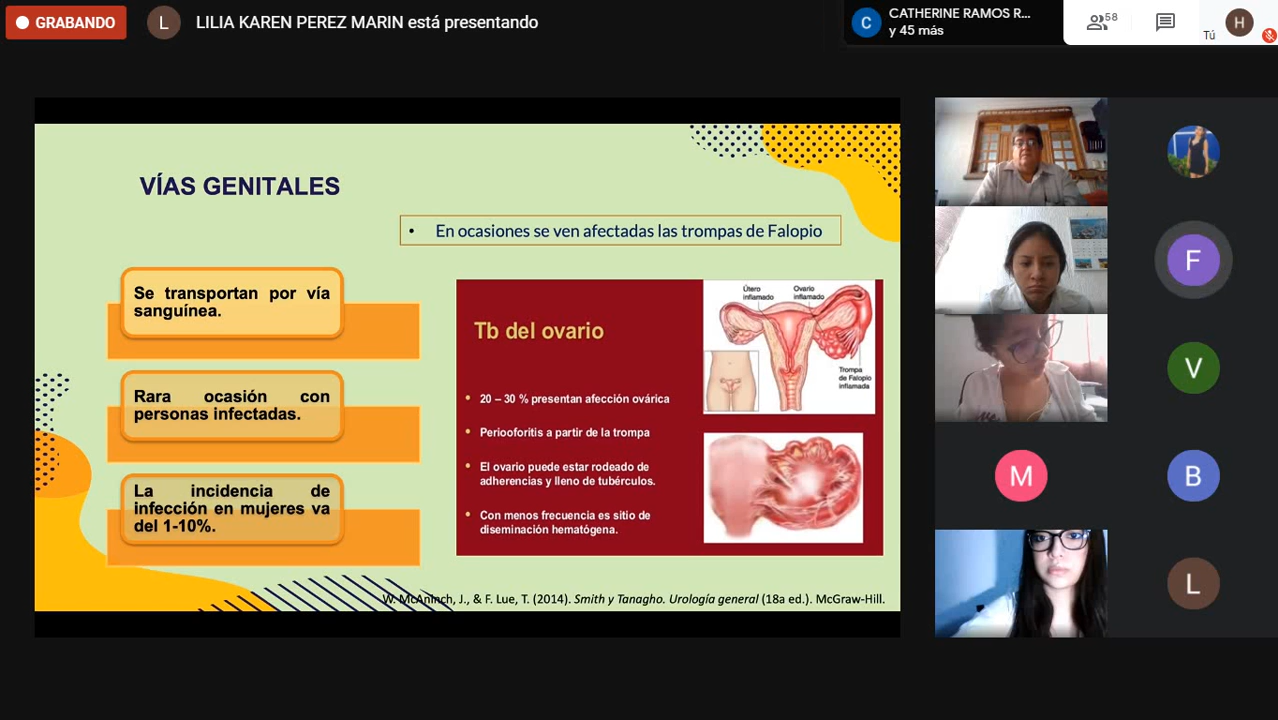 GRABANDO
L
LILIA KAREN PEREZ MARIN está presentando
C
CATHERINE RAMOS R...
y 45 más
58
Tú
H
VÍAS GENITALES
• En ocasiones se ven afectadas las trompas de Falopio
Se transportan por vía
sanguínea.
Rara ocasión con
personas infectadas.
La incidencia de
infección en mujeres va
del 1-10%.
Tb del ovario
• 20 – 30 % presentan afección ovárica
• Periooforitis a partir de la trompa
• El ovario puede estar rodeado de
adherencias y lleno de tubérculos.
• Con menos frecuencia es sitio de
diseminación hematógena.
Útero
inflamado
Ovario
inflamado
Trompa
de Falopio
inflamada
W. McAninch, J., & F. Lue, T. (2014). Smith y Tanagho. Urología general (18a ed.). McGraw-Hill.
F
V
M
B
L